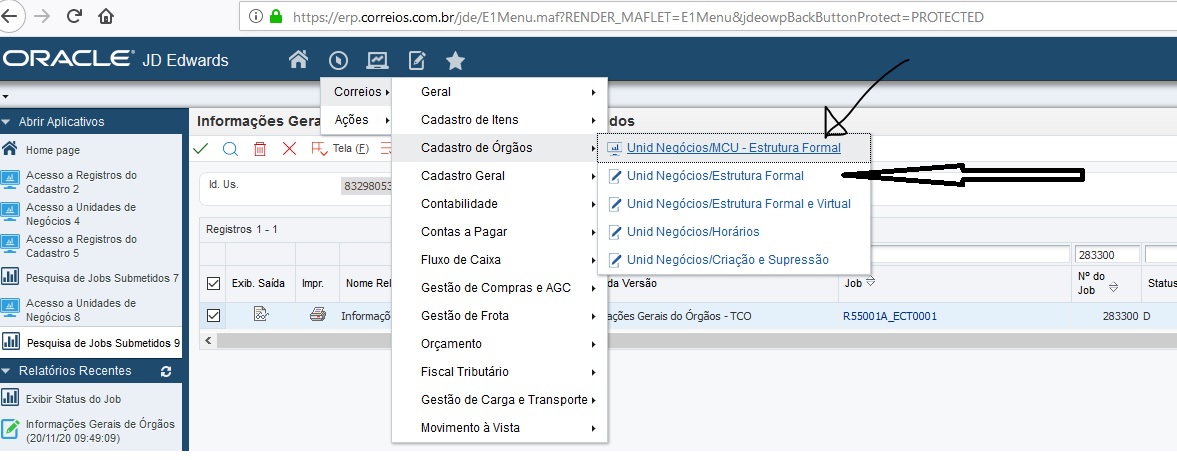 https://erp.correios.com.br/jde/E1Menu.maf?RENDER_MAFLET=E1Menu&jdeowpBackButtonProtect=PROTECTED
ORACLE JD Edwards
Correios
Ações
Geral
Cadastro de Itens
Cadastro de Órgãos
Cadastro Geral
Contabilidade
Contas a Pagar
Fluxo de Caixa
Gestão de Compras e AGC
Gestão de Frota
Orçamento
Fiscal Tributário
Gestão de Carga e Transporte
Movimento à Vista
Unid Negócios/MCU - Estrutura Formal
Unid Negócios/Estrutura Formal
Unid Negócios/Estrutura Formal e Virtual
Unid Negócios/Horários
Unid Negócios/Criação e Supressão
Abrir Aplicativos
Home page
Acesso a Registros do
Cadastro 2
Acesso a Unidades de
Negócios 4
Acesso a Registros do
Cadastro 5
Pesquisa de Jobs Submetidos 7
Acesso a Unidades de
Negócios 8
Pesquisa de Jobs Submetidos 9
Relatórios Recentes
Exibir Status do Job
Informações Gerais de Órgãos
(20/11/20 09:49:09)
Informações Gera
dos
Tela (F)
Id. Us.
83298053
Registros 1 - 1
283300
Exib. Saída
Impr.
Nome Rel
da Versão
Job
Nº do
Job
Status
Informaçõ
ações Gerais do Órgãos - TCO
R55001A_ECT0001
283300
D